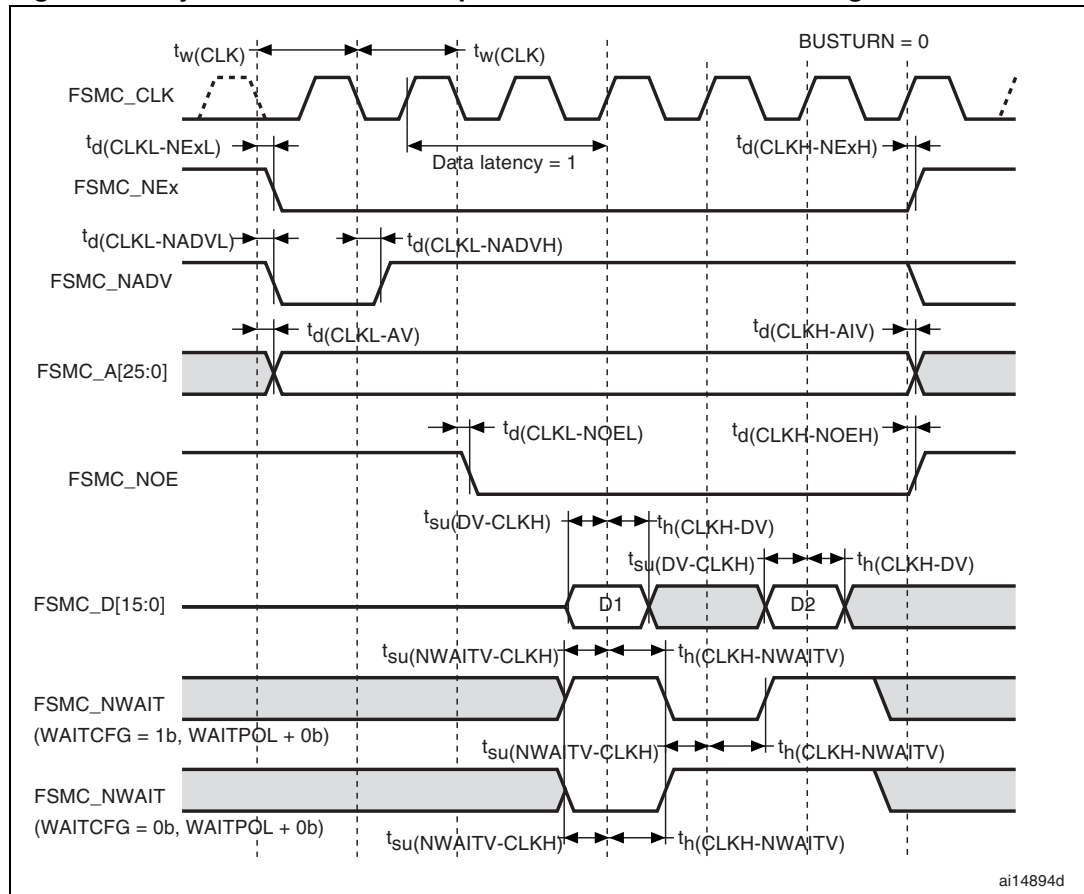 BUSTURN = 0
tw(CLK) tw(CLK)
FSMC_CLK
td(CLKL-NExL) Data latency = 1 td(CLKH-NExH)
FSMC_NEx
td(CLKL-NADVL) td(CLKL-NADVH)
FSMC_NADV
td(CLKL-AV) td(CLKH-AIV)
FSMC_A[25:0]
td(CLKL-NOEL) td(CLKH-NOEH)
FSMC_NOE
tsu(DV-CLKH) th(CLKH-DV)
tsu(DV-CLKH) th(CLKH-DV)
FSMC_D[15:0] D1 D2
tsu(NWAITV-CLKH) th(CLKH-NWAITV)
FSMC_NWAIT
(WAITCFG = 1b, WAITPOL + 0b)
tsu(NWAITV-CLKH) th(CLKH-NWAITV)
FSMC_NWAIT
(WAITCFG = 0b, WAITPOL + 0b)
tsu(NWAITV-CLKH) th(CLKH-NWAITV)
ai14894d